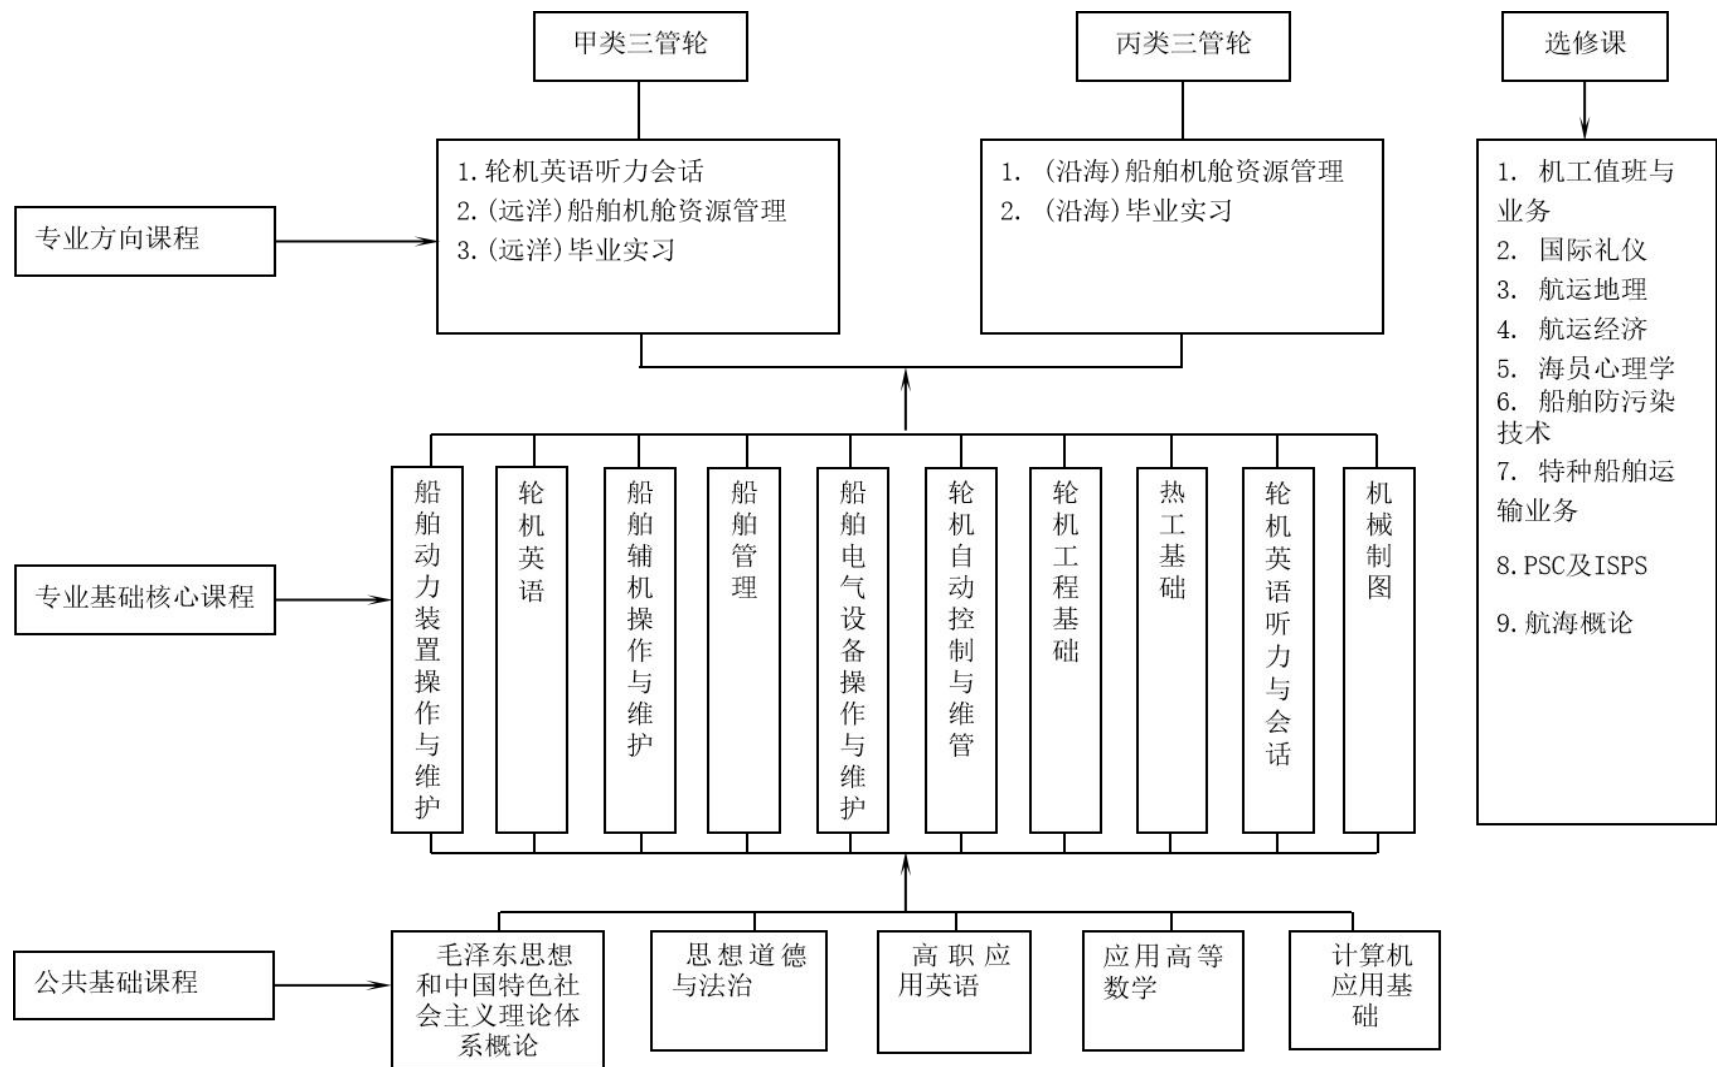 甲类三管轮
丙类三管轮
选修课
专业方向课程
1.轮机英语听力会话
2.(远洋)船舶机舱资源管理
3.(远洋)毕业实习
1. (沿海)船舶机舱资源管理
2. (沿海)毕业实习
1. 机工值班与
业务
2. 国际礼仪
3. 航运地理
4. 航运经济
5. 海员心理学
6. 船舶防污染
技术
7. 特种船舶运
输业务
8.PSC及ISPS
9.航海概论
专业基础核心课程
船舶动力装置操作与维护
轮机英语
船舶辅机操作与维护
船舶管理
船舶电气设备操作与维护
轮机自动控制与维管
轮机工程基础
热工基础
轮机英语听力与会话
机械制图
公共基础课程
毛泽东思想
和中国特色社
会主义理论体
系概论
思想道德
与法治
高职应
用英语
应用高等
数学
计算机
应用基
础